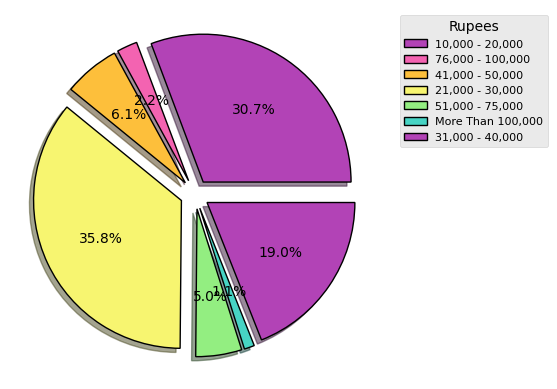 Rupees
10,000 - 20,000
76,000 - 100,000
41,000 - 50,000
21,000 - 30,000
51,000 - 75,000
More Than 100,000
31,000 - 40,000
30.7%
2.2%
6.1%
35.8%
5.0%
1.1%
19.0%